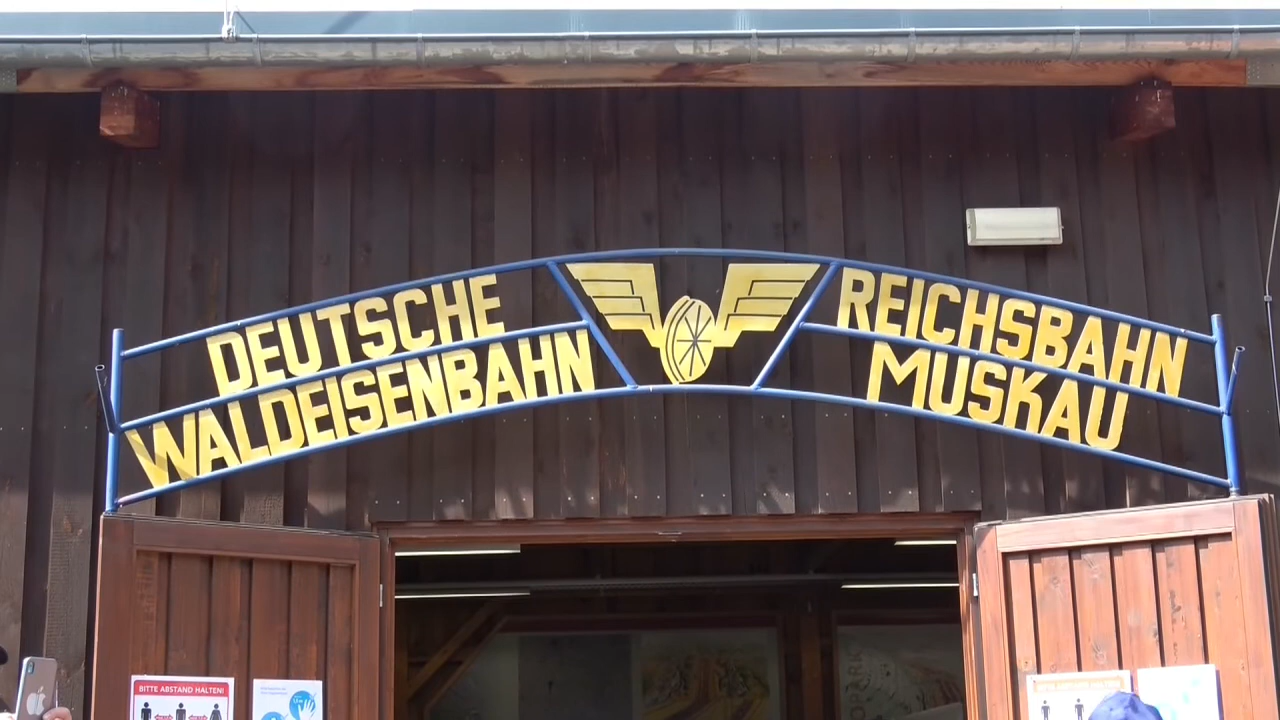 DEUTSCHE
WALDEISENBAHN
REICHSBAHN
MUSKAU
BITTE ABSTAND HALTEN!